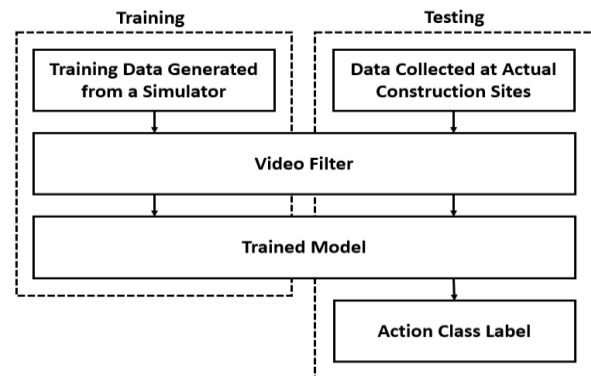 Training
Testing
Training Data Generated
from a Simulator
Data Collected at Actual
Construction Sites
Video Filter
Trained Model
Action Class Label